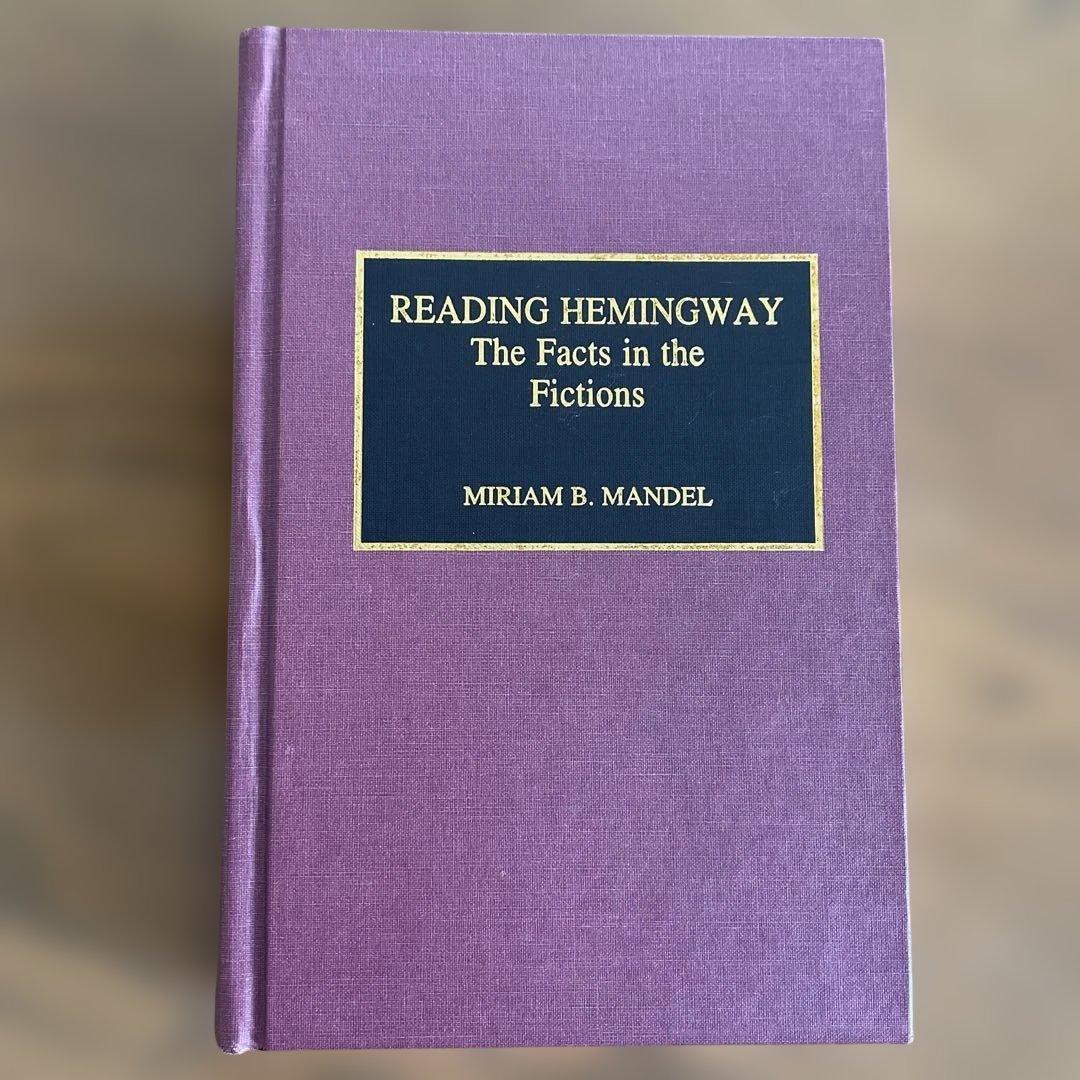 READING HEMINGWAY
The Facts in the
Fictions
MIRIAM B. MANDEL